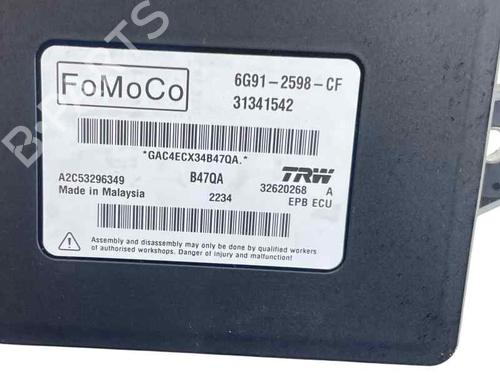 FoMoCo
6G91-2598-CF
31341542
*GAC4ECX34B47QA.*
A2C53296349
B47QA
TRW
Made in Malaysia
2234
32620268 A
EPB ECU
Assembly and disassembly may only be done by qualified workers
of authorised workshops. Danger of injury and malfunction!
B-PARTS